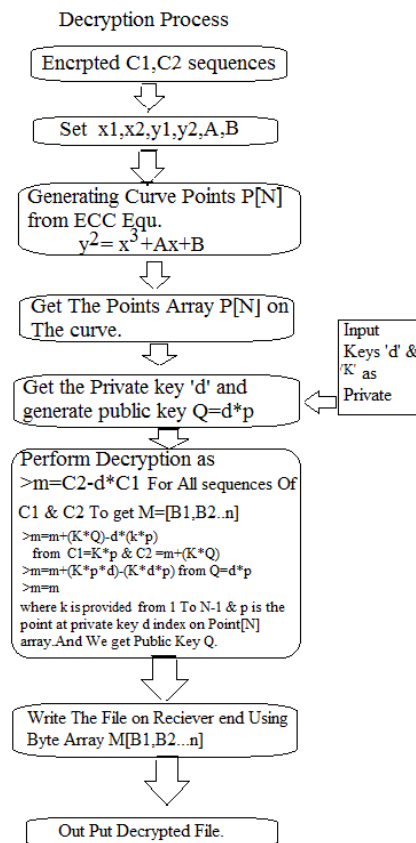 Decryption Process
Encrpted C1,C2 sequences
Set x1,x2,y1,y2,A,B
Generating Curve Points P[N]
from ECC Equ.
y²= x³+Ax+B
Get The Points Array P[N] on
The curve.
Input
Keys 'd' &
'K' as
Private
Get the Private key 'd' and
generate public key Q=d*p
Perform Decryption as
>m=C2-d*C1 For All sequences Of
C1 & C2 To get M=[B1,B2..n]
>m=m+(K*Q)-d*(k*p)
from C1=K*p & C2 =m+(K*Q)
>m=m+(K*p*d)-(K*d*p) from Q=d*p
>m=m
where k is provided from 1 To N-1 & p is the
point at private key d index on Point[N]
array.And We get Public Key Q.
Write The File on Reciever end Using
Byte Array M[B1,B2...n]
Out Put Decrypted File.